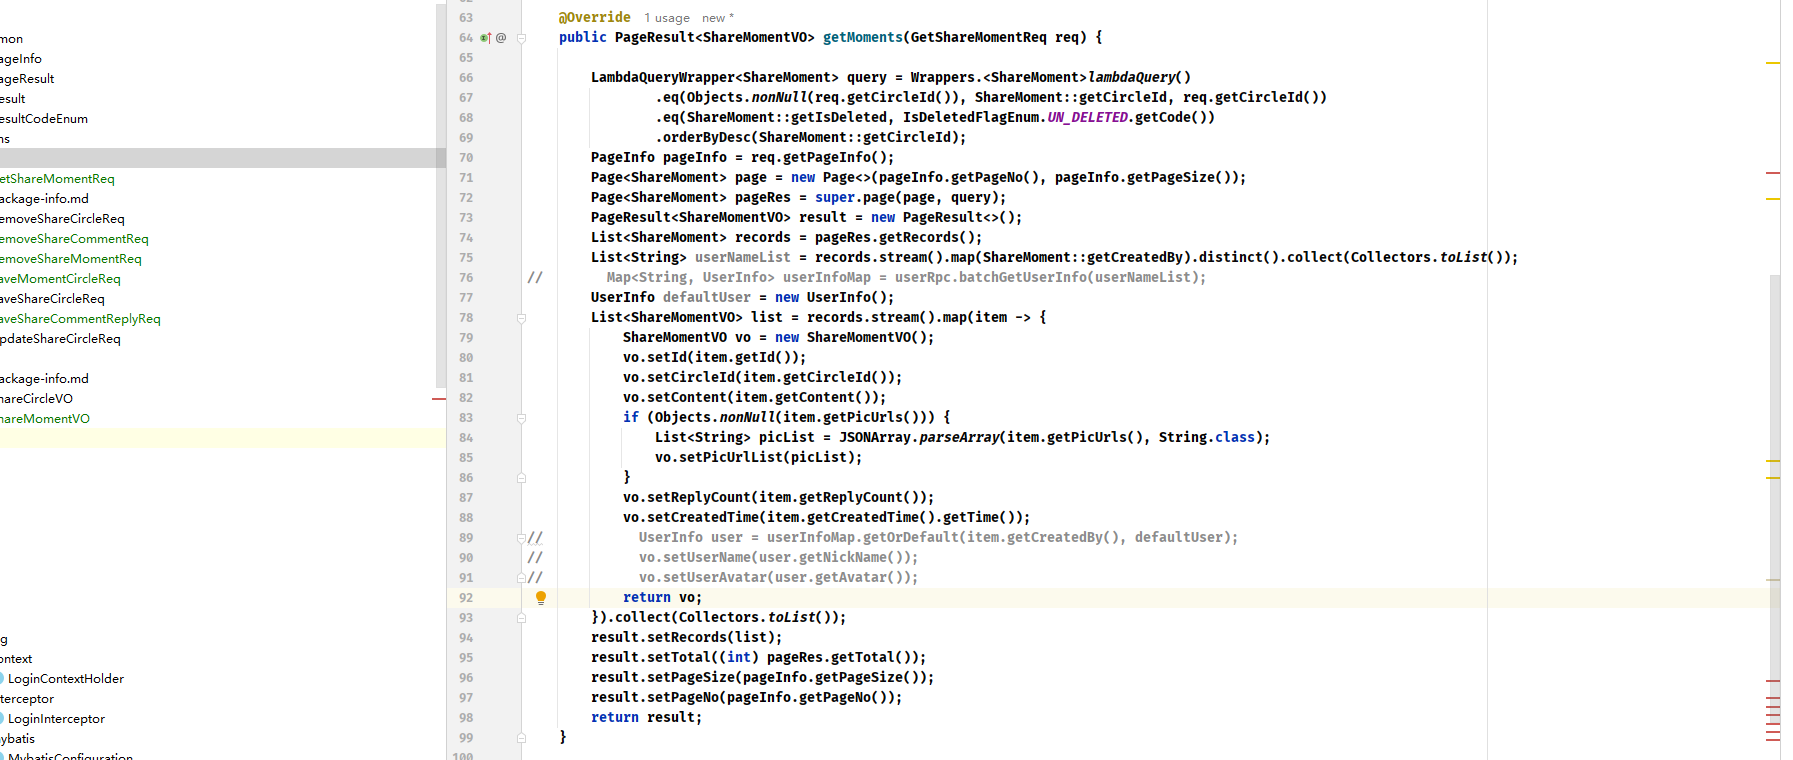 mon
ageInfo
ageResult
esult
esultCodeEnum
ns
etShareMomentReq
ackage-info.md
emoveShareCircleReq
emoveShareCommentReq
emoveShareMomentReq
aveMomentCircleReq
aveShareCircleReq
aveShareCommentReplyReq
pdateShareCircleReq
ackage-info.md
hareCircleVO
hareMomentVO
g
ontext
LoginContextHolder
terceptor
LoginInterceptor
ybatis
MybatisConfiguration
63 @Override 1 usage new *
64 @ public PageResult<ShareMomentVO> getMoments(GetShareMomentReq req) {
65
66 LambdaQueryWrapper<ShareMoment> query = Wrappers.<ShareMoment>lambdaQuery()
67 .eq(Objects.nonNull(req.getCircleId()), ShareMoment::getCircleId, req.getCircleId())
68 .eq(ShareMoment::getIsDeleted, IsDeletedFlagEnum.UN_DELETED.getCode())
69 .orderByDesc(ShareMoment::getCircleId);
70 PageInfo pageInfo = req.getPageInfo();
71 Page<ShareMoment> page = new Page<>(pageInfo.getPageNo(), pageInfo.getPageSize());
72 Page<ShareMoment> pageRes = super.page(page, query);
73 PageResult<ShareMomentVO> result = new PageResult<>();
74 List<ShareMoment> records = pageRes.getRecords();
75 List<String> userNameList = records.stream().map(ShareMoment::getCreatedBy).distinct().collect(Collectors.toList());
76 // Map<String, UserInfo> userInfoMap = userRpc.batchGetUserInfo(userNameList);
77 UserInfo defaultUser = new UserInfo();
78 List<ShareMomentVO> list = records.stream().map(item -> {
79 ShareMomentVO vo = new ShareMomentVO();
80 vo.setId(item.getId());
81 vo.setCircleId(item.getCircleId());
82 vo.setContent(item.getContent());
83 if (Objects.nonNull(item.getPicUrls())) {
84 List<String> picList = JSONArray.parseArray(item.getPicUrls(), String.class);
85 vo.setPicUrlList(picList);
86 }
87 vo.setReplyCount(item.getReplyCount());
88 vo.setCreatedTime(item.getCreatedTime().getTime());
89 // UserInfo user = userInfoMap.getOrDefault(item.getCreatedBy(), defaultUser);
90 // vo.setUserName(user.getNickName());
91 // vo.setUserAvatar(user.getAvatar());
92 return vo;
93 }).collect(Collectors.toList());
94 result.setRecords(list);
95 result.setTotal((int) pageRes.getTotal());
96 result.setPageSize(pageInfo.getPageSize());
97 result.setPageNo(pageInfo.getPageNo());
98 return result;
99 }
100